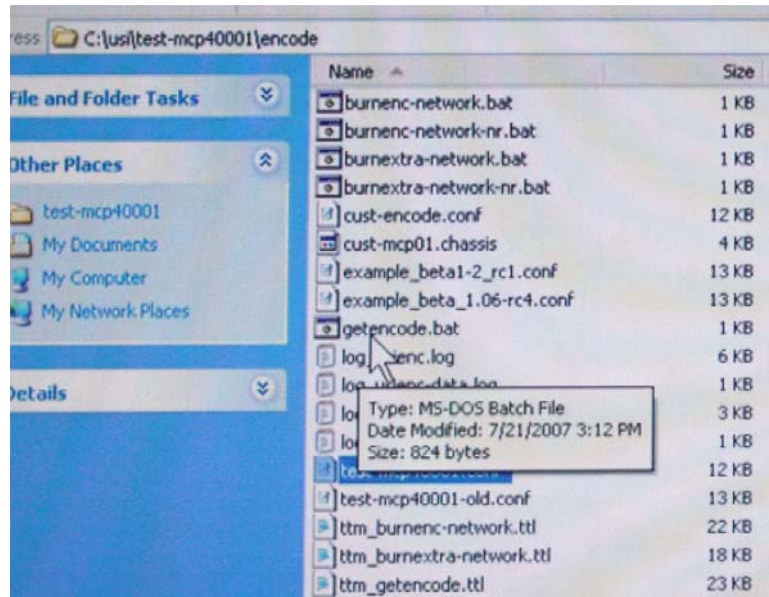 ress C:\usi\test-mcp40001\encode
File and Folder Tasks
Other Places
test-mcp40001
My Documents
My Computer
My Network Places
Details
Name Size
burnenc-network.bat 1 KB
burnenc-network-nr.bat 1 KB
burnextra-network.bat 1 KB
burnextra-network-nr.bat 1 KB
cust-encode.conf 12 KB
cust-mcp01.chassis 4 KB
example_beta1-2_rc1.conf 13 KB
example_beta_1.06-rc4.conf 13 KB
getencode.bat 1 KB
6 KB
1 KB
3 KB
1 KB
Type: MS-DOS Batch File
Date Modified: 7/21/2007 3:12 PM
Size: 824 bytes
test-mcp40001.conf 12 KB
test-mcp40001-old.conf 13 KB
ttm_burnenc-network.ttl 22 KB
ttm_burnextra-network.ttl 18 KB
ttm_getencode.ttl 23 KB